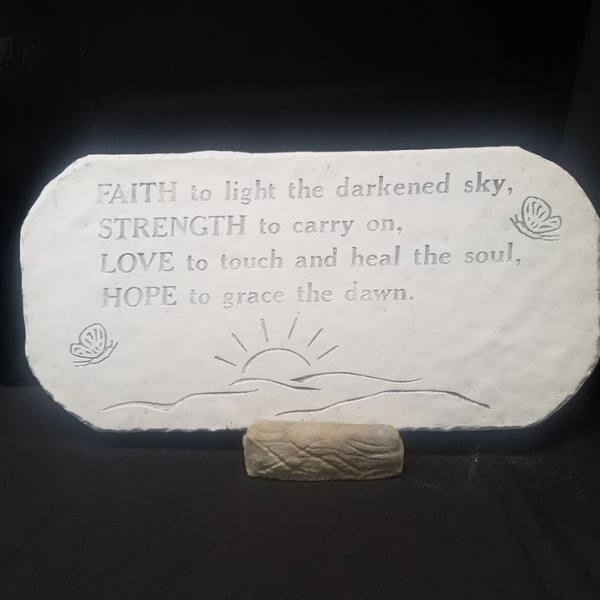 FAITH to light the darkened sky,
STRENGTH to carry on,
LOVE to touch and heal the soul,
HOPE to grace the dawn.